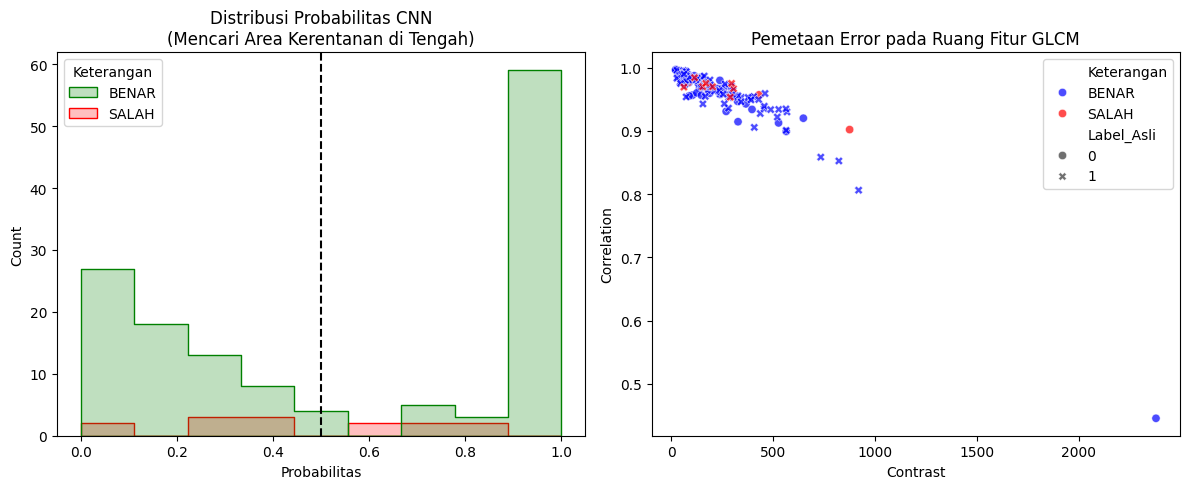 Distribusi Probabilitas CNN
(Mencari Area Kerentanan di Tengah)
Keterangan
BENAR
SALAH
60
50
40
30
20
10
0
Count
0.0 0.2 0.4 0.6 0.8 1.0
Probabilitas
Pemetaan Error pada Ruang Fitur GLCM
Keterangan
BENAR
SALAH
Label_Asli
0
1
1.0
0.9
0.8
0.7
0.6
0.5
Correlation
0 500 1000 1500 2000
Contrast